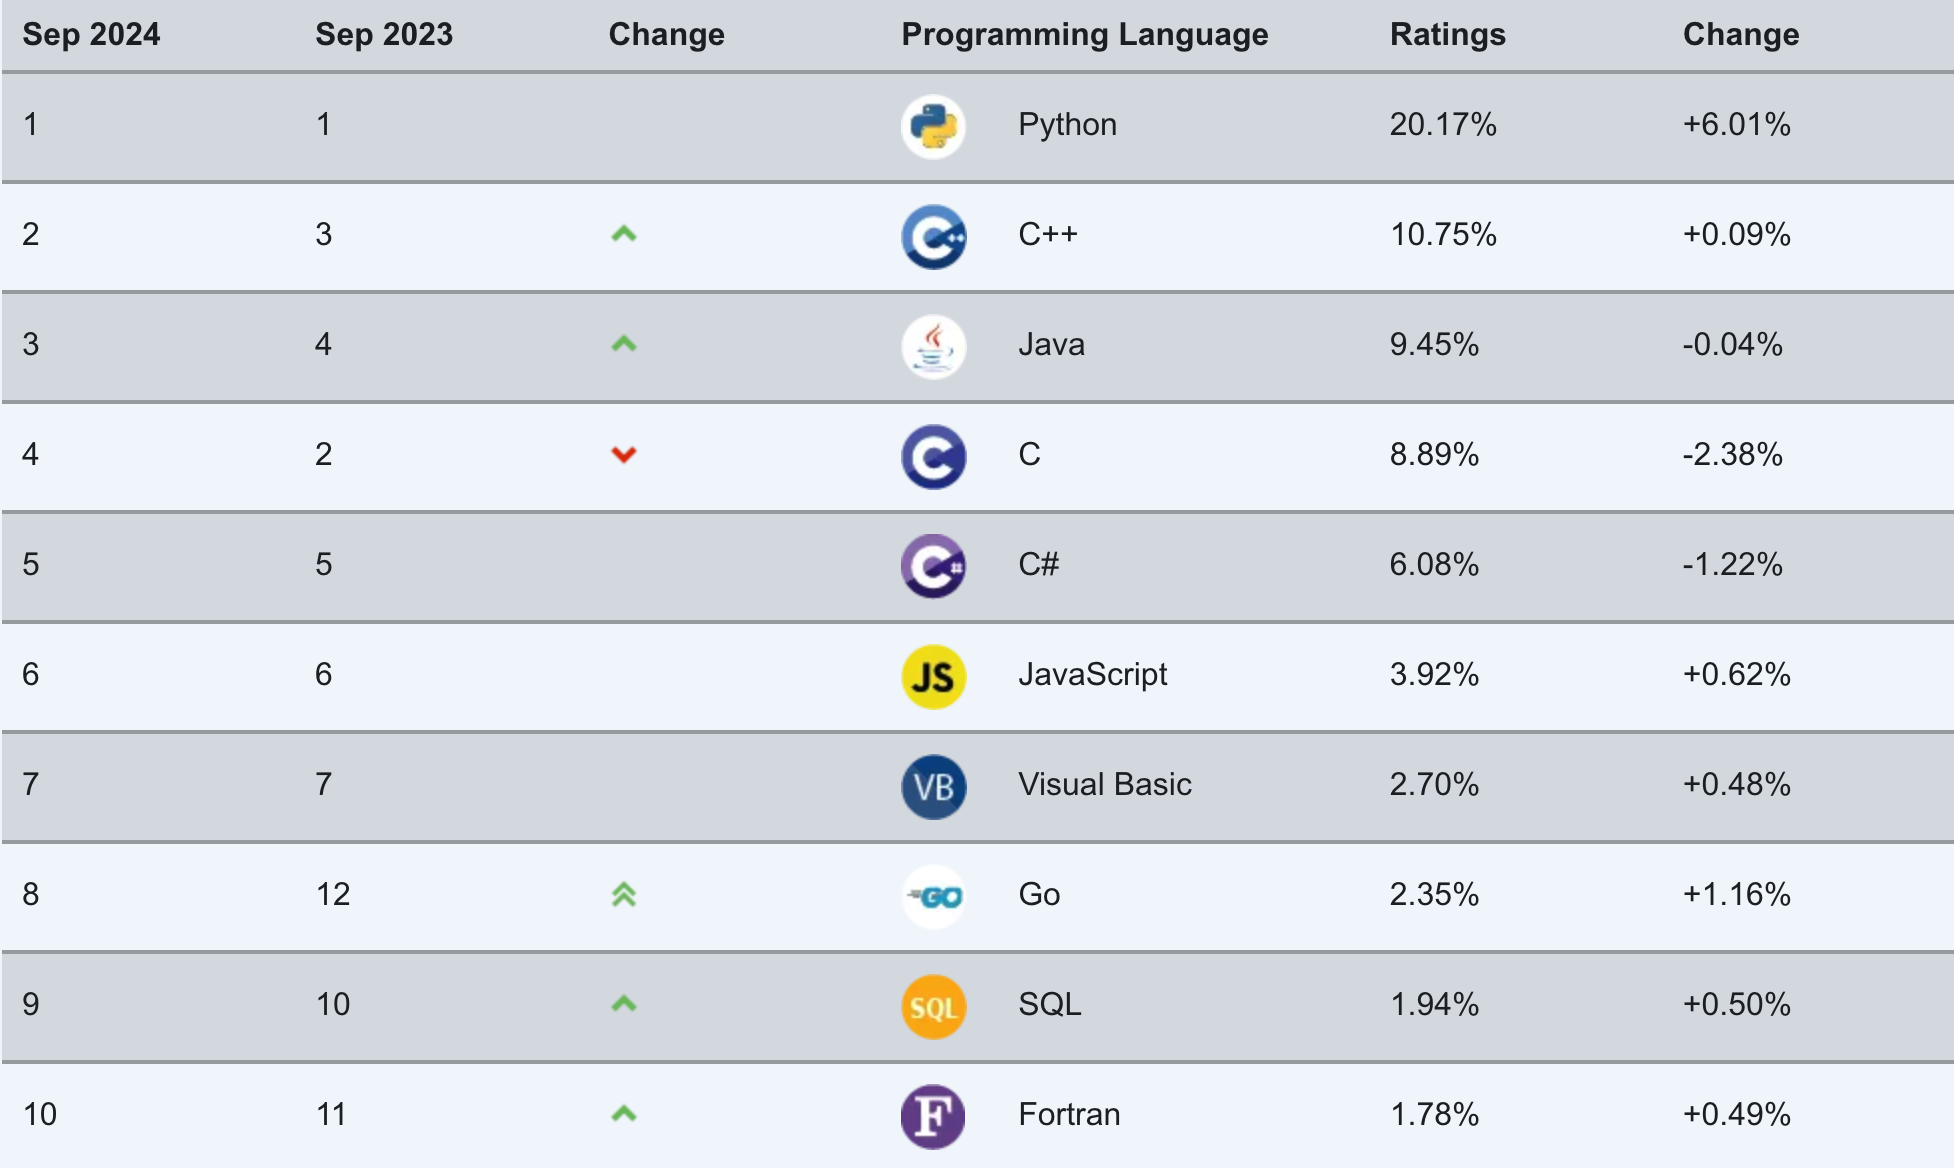 Sep 2024 Sep 2023 Change Programming Language Ratings Change
1 1 Python 20.17% +6.01%
2 3 C++ C++ 10.75% +0.09%
3 4 Java 9.45% -0.04%
4 2 C C 8.89% -2.38%
5 5 C# C# 6.08% -1.22%
6 6 JS JavaScript 3.92% +0.62%
7 7 VB Visual Basic 2.70% +0.48%
8 12 GO Go 2.35% +1.16%
9 10 SQL SQL 1.94% +0.50%
10 11 F Fortran 1.78% +0.49%